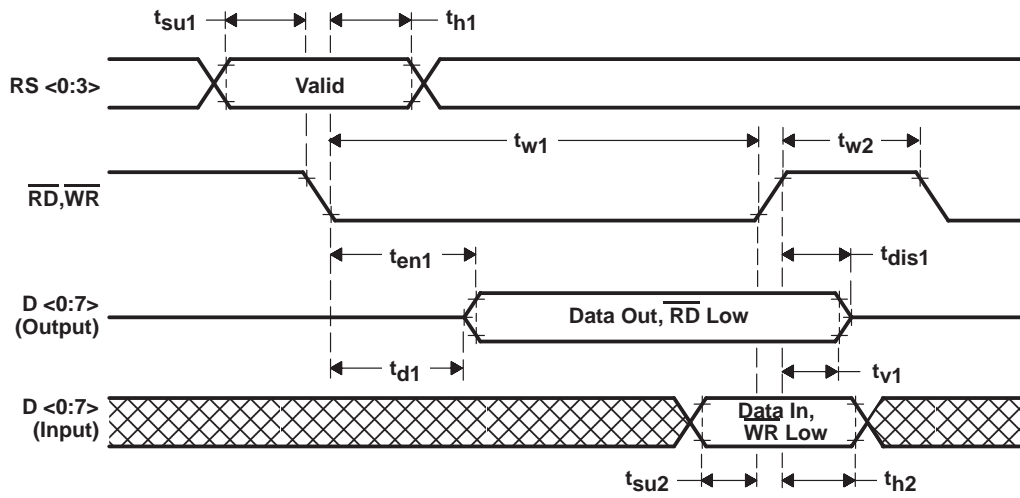 tsu1
th1
RS <0:3>
Valid
tw1
tw2
RD,WR
ten1
tdis1
D <0:7>
(Output)
Data Out, RD Low
td1
tv1
D <0:7>
(Input)
Data In,
WR Low
tsu2
th2